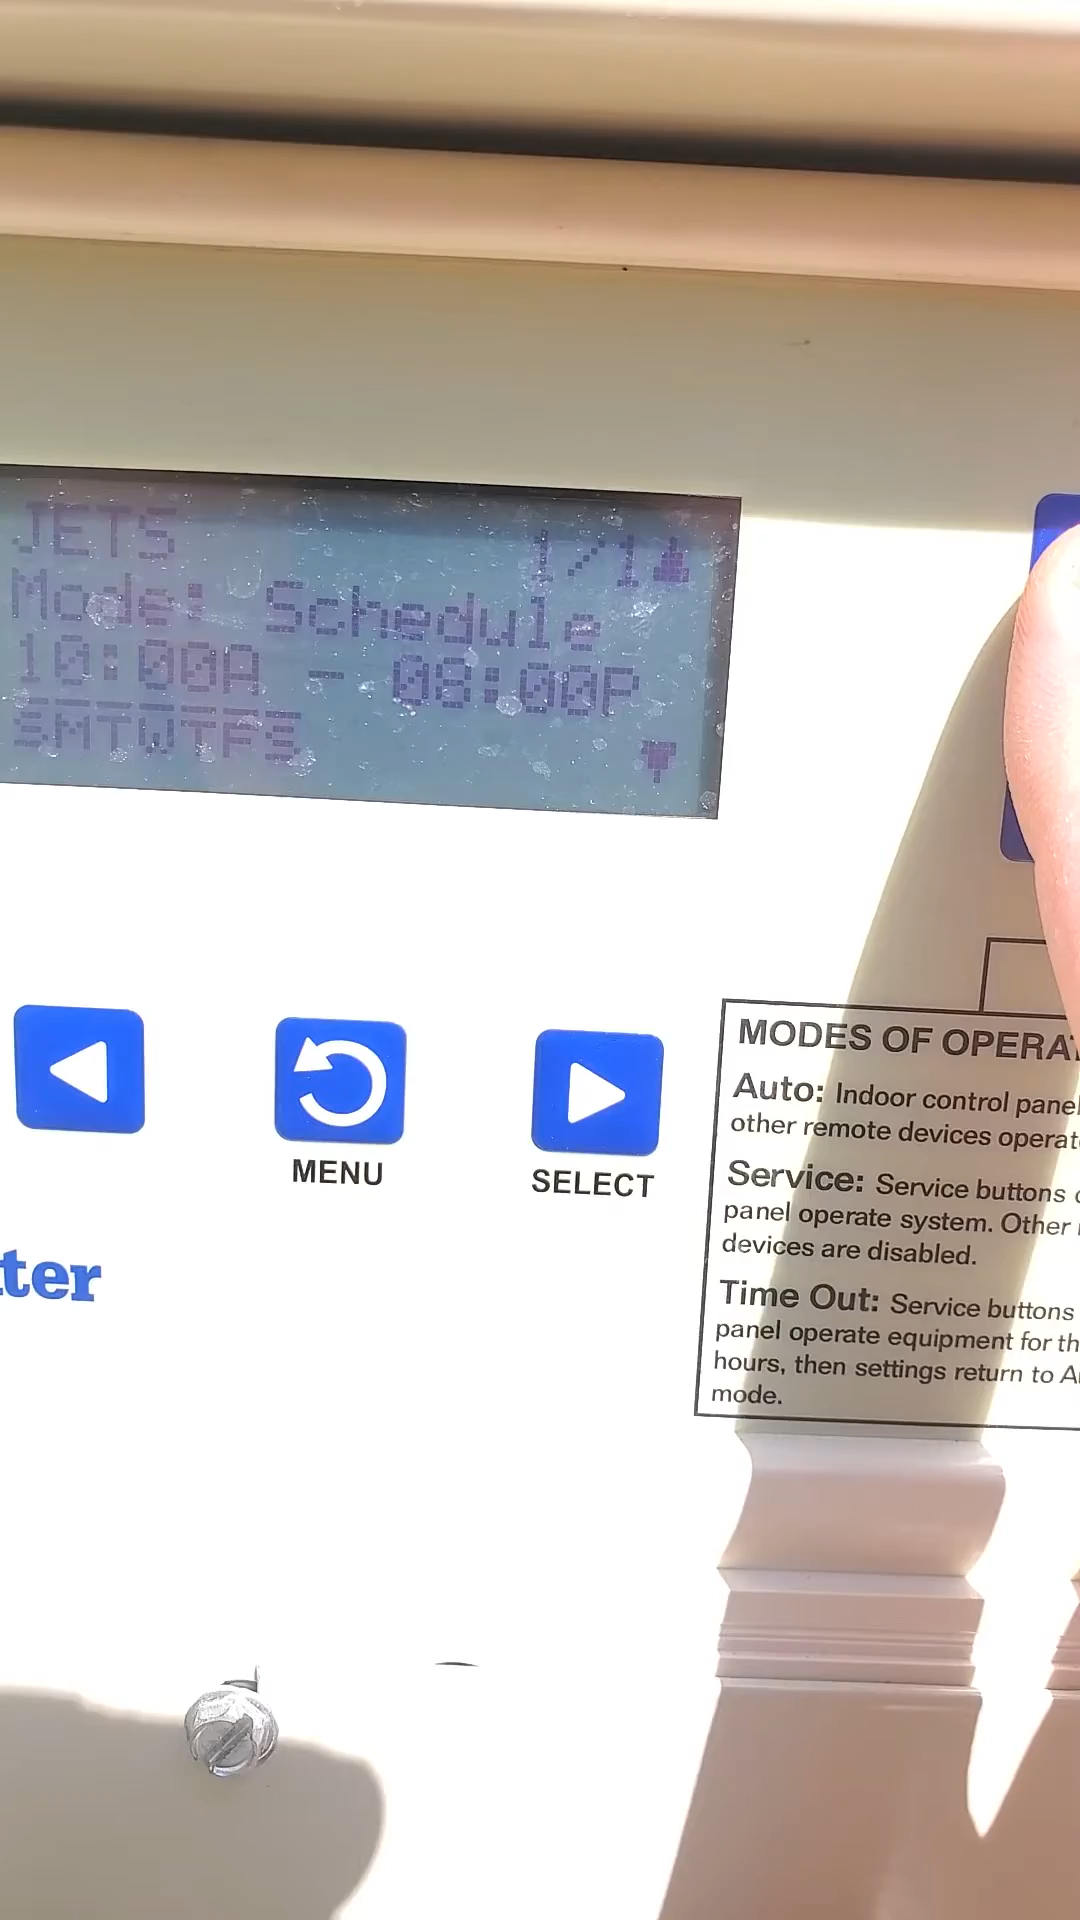 JETS 1/1
Mode: Schedule
10:00A - 08:00P
SMTWTFS
MENU
SELECT
tter
MODES OF OPERA
Auto: Indoor control panel
other remote devices operat
Service: Service buttons
panel operate system. Other
devices are disabled.
Time Out: Service buttons
panel operate equipment for th
hours, then settings return to A
mode.